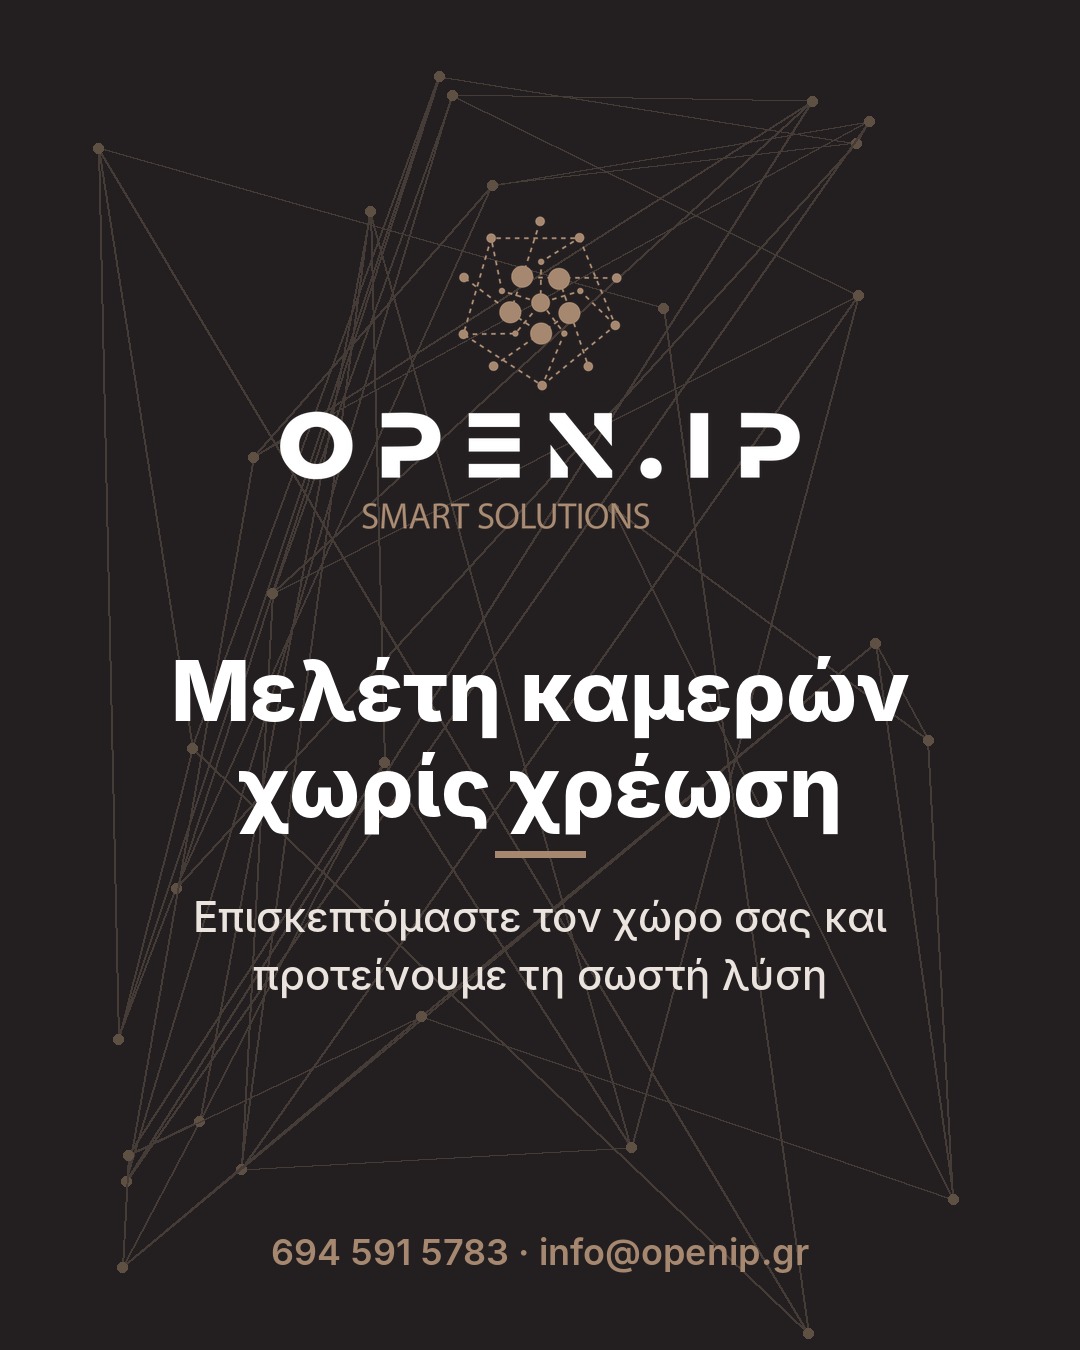 OPEN.IP
SMART SOLUTIONS
Μελέτη καμερών
χωρίς χρέωση
Επισκεπτόμαστε τον χώρο σας και
προτείνουμε τη σωστή λύση
694 591 5783 · info@openip.gr